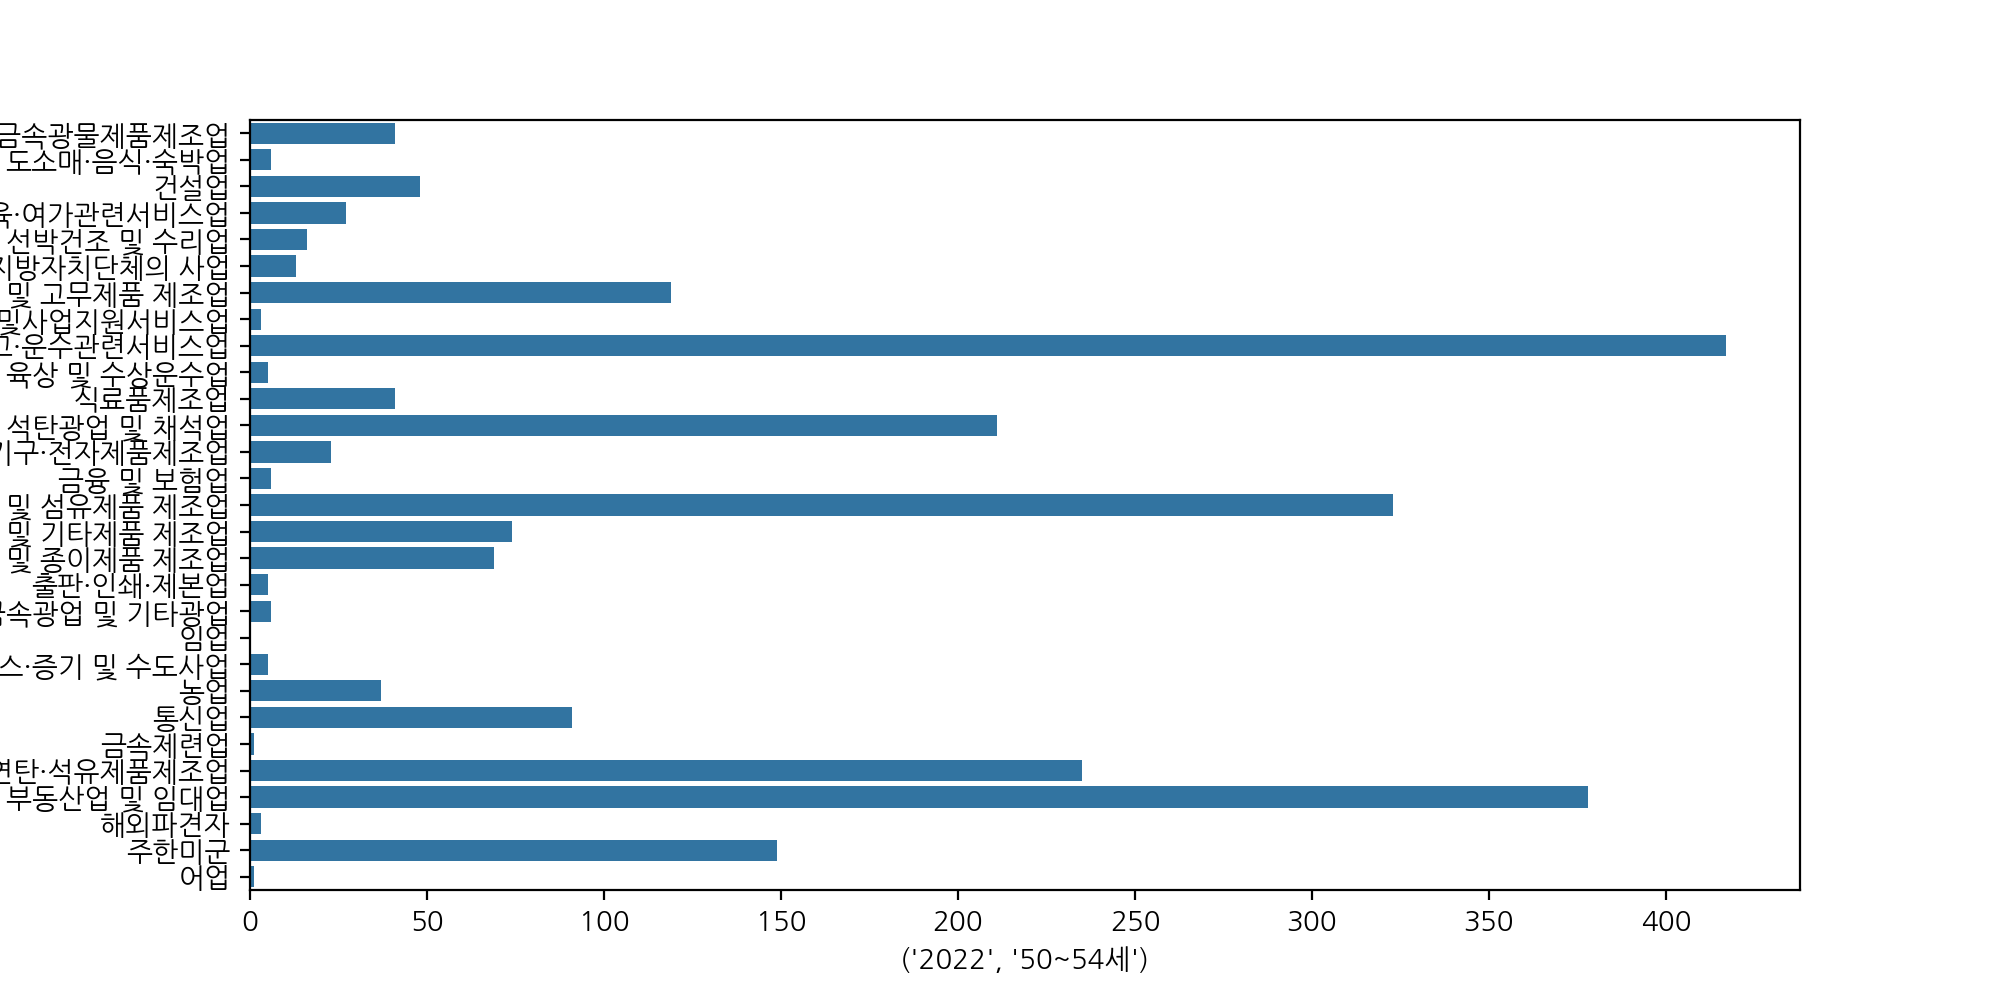 금속광물제품제조업
도소매·음식·숙박업
건설업
·여가관련서비스업
선박건조 및 수리업
지방자치단체의 사업
및 고무제품 제조업
및사업지원서비스업
·운수관련서비스업
육상 및 수상운수업
식료품제조업
석탄광업 및 채석업
기구·전자제품제조업
금융 및 보험업
및 섬유제품 제조업
및 기타제품 제조업
및 종이제품 제조업
출판·인쇄·제본업
금속광업 및 기타광업
임업
스·증기 및 수도사업
농업
통신업
금속제련업
연탄·석유제품제조업
부동산업 및 임대업
해외파견자
주한미군
어업
0 50 100 150 200 250 300 350 400
('2022', '50~54세')